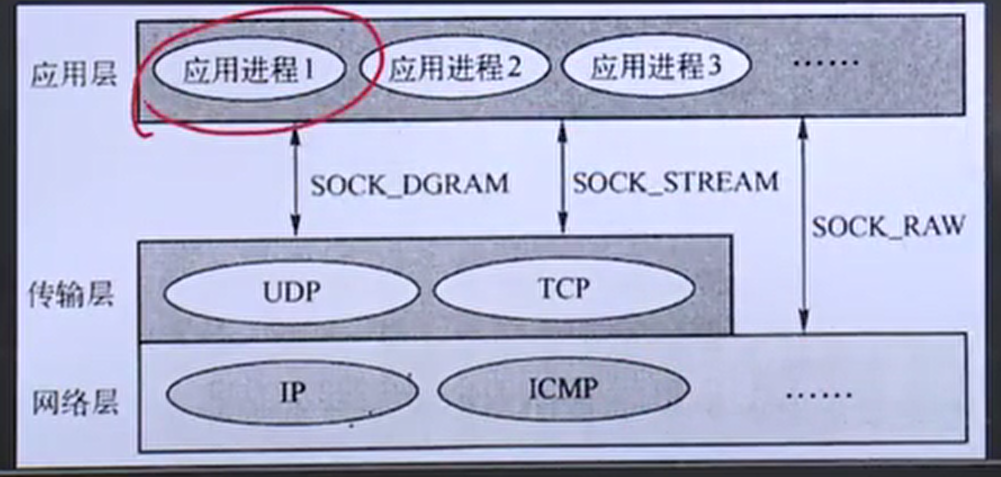 应用层 应用进程1 应用进程2 应用进程3 ……
SOCK_DGRAM SOCK_STREAM
SOCK_RAW
传输层 UDP TCP
网络层 IP ICMP ……